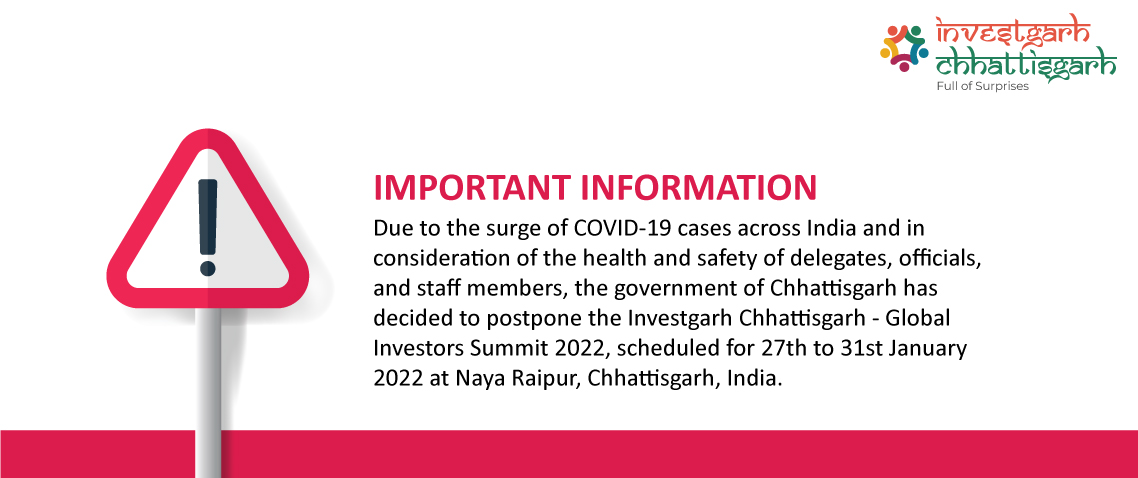 investgarh
chhattisgarh
Full of Surprises
IMPORTANT INFORMATION
Due to the surge of COVID-19 cases across India and in
consideration of the health and safety of delegates, officials,
and staff members, the government of Chhattisgarh has
decided to postpone the Investgarh Chhattisgarh - Global
Investors Summit 2022, scheduled for 27th to 31st January
2022 at Naya Raipur, Chhattisgarh, India.